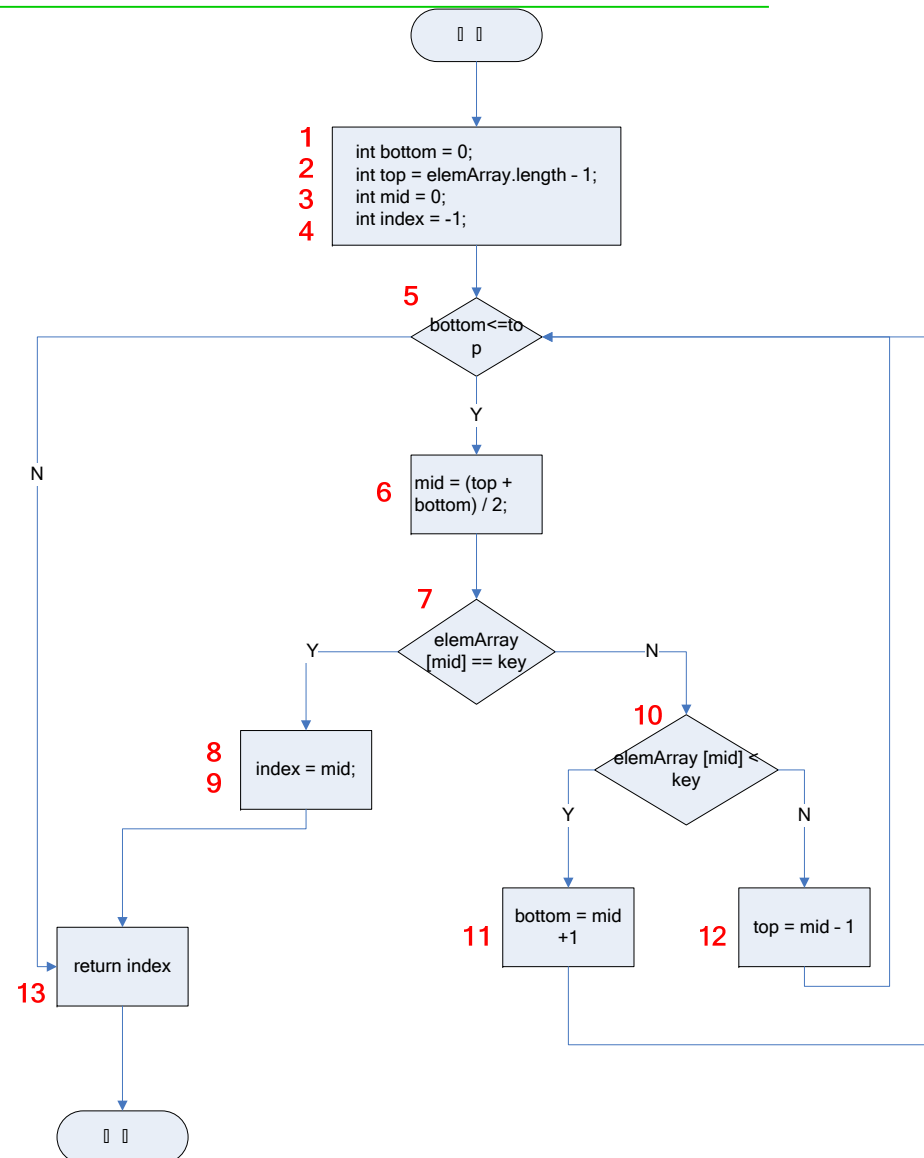 1
2
3
4
int bottom = 0;
int top = elemArray.length - 1;
int mid = 0;
int index = -1;
5
bottom<=to
p
Y
N
6
mid = (top +
bottom) / 2;
7
elemArray
[mid] == key
Y
N
8
9
index = mid;
10
elemArray [mid] <
key
Y
N
11
bottom = mid
+1
12
top = mid - 1
return index
13